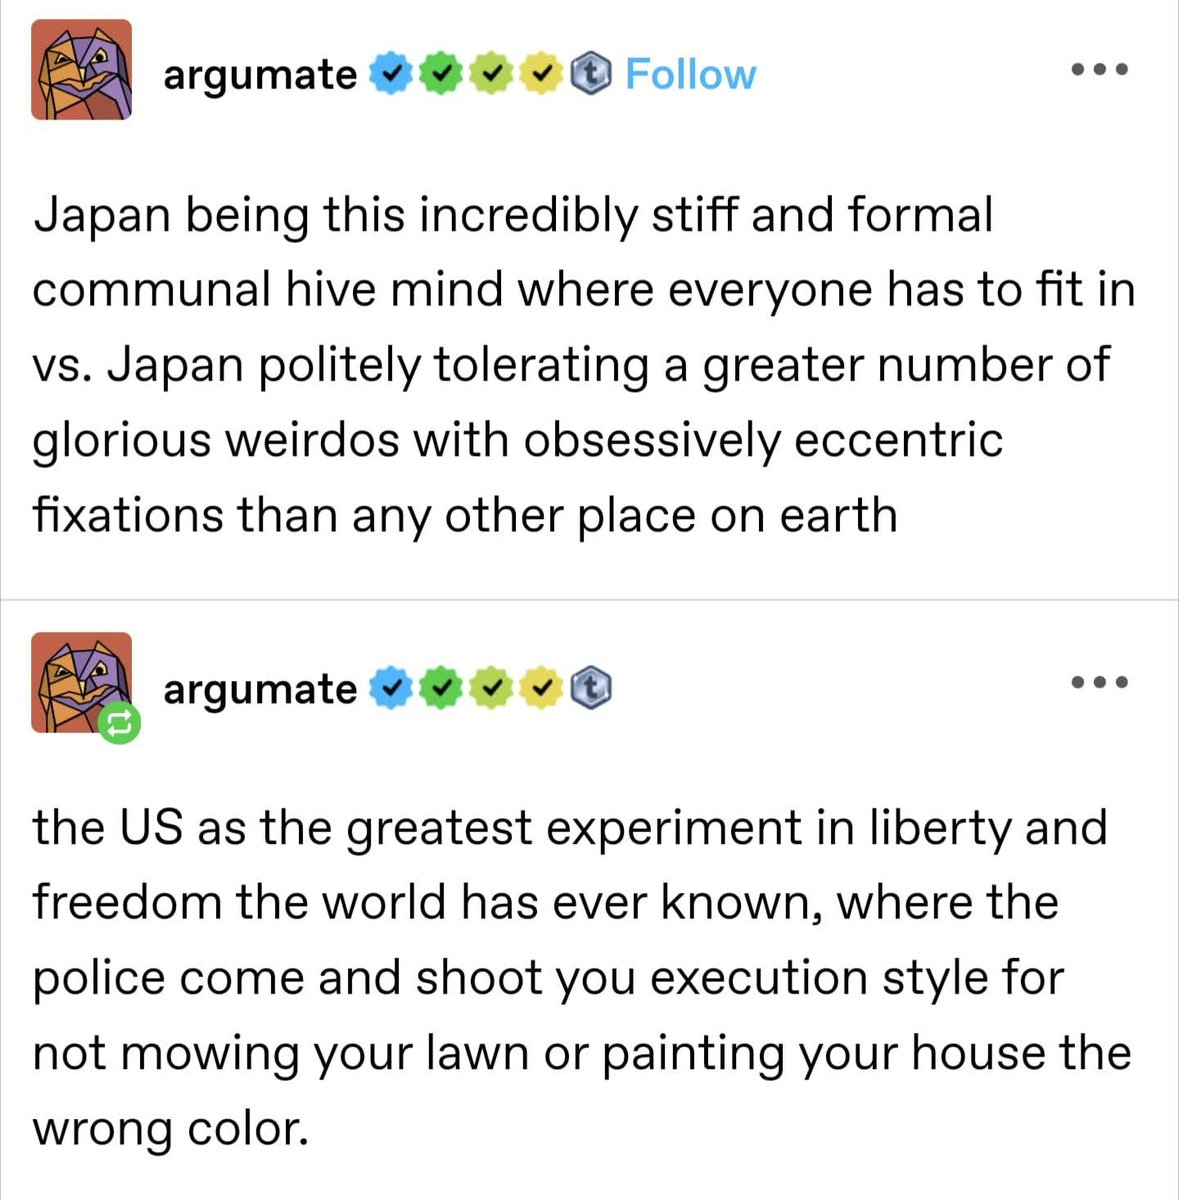 argumate Follow
Japan being this incredibly stiff and formal
communal hive mind where everyone has to fit in
vs. Japan politely tolerating a greater number of
glorious weirdos with obsessively eccentric
fixations than any other place on earth
argumate
the US as the greatest experiment in liberty and
freedom the world has ever known, where the
police come and shoot you execution style for
not mowing your lawn or painting your house the
wrong color.